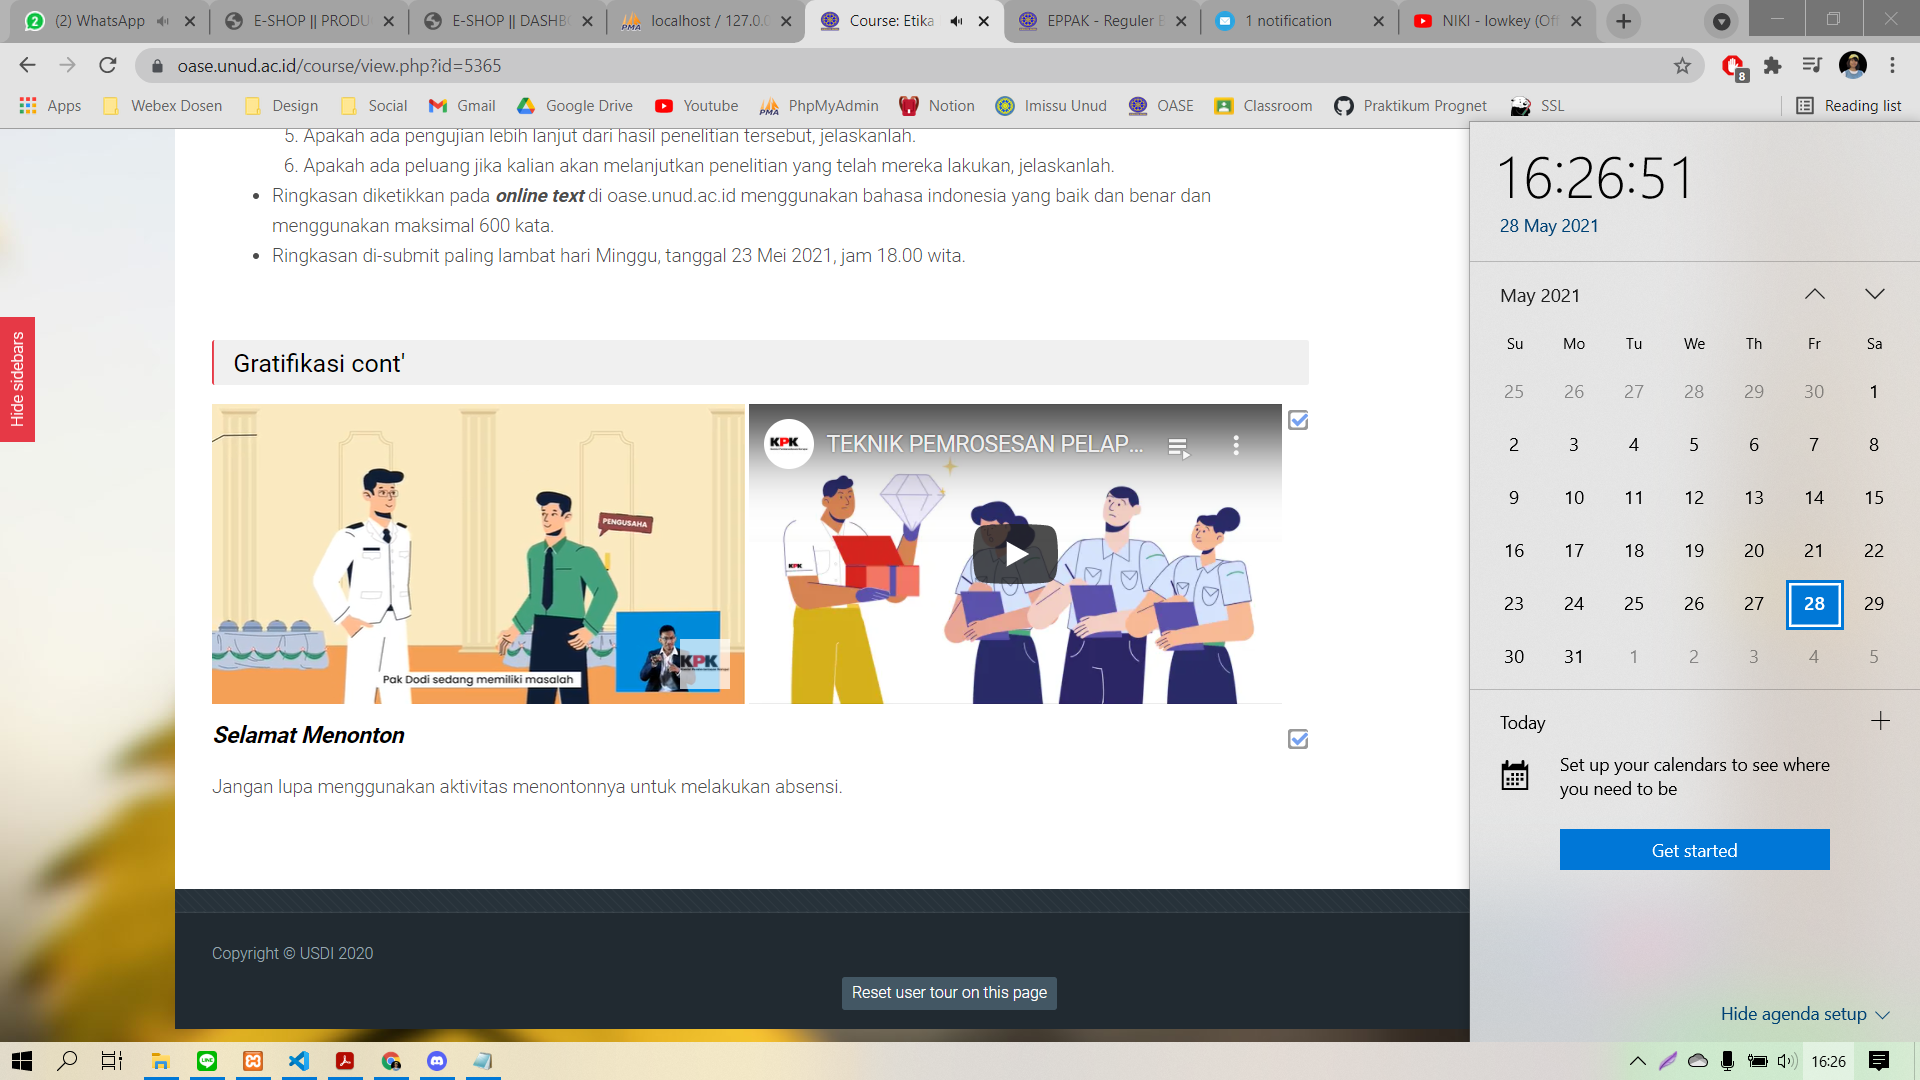 (2) WhatsApp
E-SHOP || PRODU
E-SHOP || DASHB
localhost / 127.0.0
Course: Etika
EPPAK - Reguler B
1 notification
NIKI - lowkey (Off
oase.unud.ac.id/course/view.php?id=5365
8
Apps
Webex Dosen
Design
Social
Gmail
Google Drive
Youtube
PhpMyAdmin
Notion
Imissu Unud
OASE
Classroom
Praktikum Prognet
SSL
Reading list
5. Apakah ada pengujian lebih lanjut dari hasil penelitian tersebut, jelaskanlah.
6. Apakah ada peluang jika kalian akan melanjutkan penelitian yang telah mereka lakukan, jelaskanlah.
• Ringkasan diketikkan pada online text di oase.unud.ac.id menggunakan bahasa indonesia yang baik dan benar dan
menggunakan maksimal 600 kata.
• Ringkasan di-submit paling lambat hari Minggu, tanggal 23 Mei 2021, jam 18.00 wita.
Hide sidebars
Gratifikasi cont'
PENGUSAHA
KPK
Pak Dodi sedang memiliki masalah
KPK
TEKNIK PEMROSESAN PELAP...
KPK
Selamat Menonton
Jangan lupa menggunakan aktivitas menontonnya untuk melakukan absensi.
Copyright © USDI 2020
Reset user tour on this page
16:26:51
28 May 2021
May 2021
Su Mo Tu We Th Fr Sa
25 26 27 28 29 30 1
2 3 4 5 6 7 8
9 10 11 12 13 14 15
16 17 18 19 20 21 22
23 24 25 26 27 28 29
30 31 1 2 3 4 5
Today
Set up your calendars to see where
you need to be
Get started
Hide agenda setup
16:26